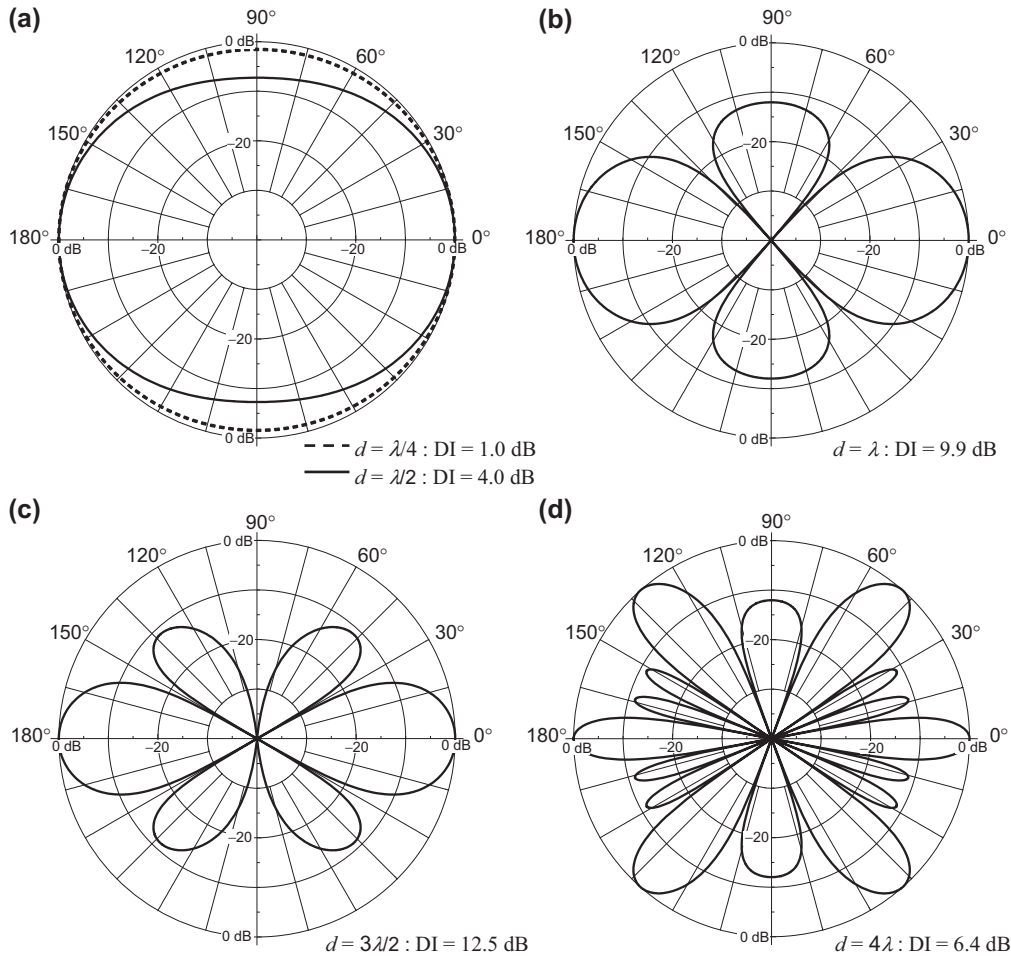 (a)
90°
0 dB
120°
60°
150°
30°
–20
180°
0 dB
–20
–20
0 dB
0°
–20
0 dB
d = λ/4 : DI = 1.0 dB
d = λ/2 : DI = 4.0 dB
(b)
90°
0 dB
120°
60°
150°
30°
–20
180°
0 dB
–20
–20
0 dB
0°
–20
0 dB
d = λ : DI = 9.9 dB
(c)
90°
0 dB
120°
60°
150°
30°
–20
180°
0 dB
–20
–20
0 dB
0°
–20
0 dB
d = 3λ/2 : DI = 12.5 dB
(d)
90°
0 dB
120°
60°
150°
30°
–20
180°
0 dB
–20
–20
0 dB
0°
–20
0 dB
d = 4λ : DI = 6.4 dB